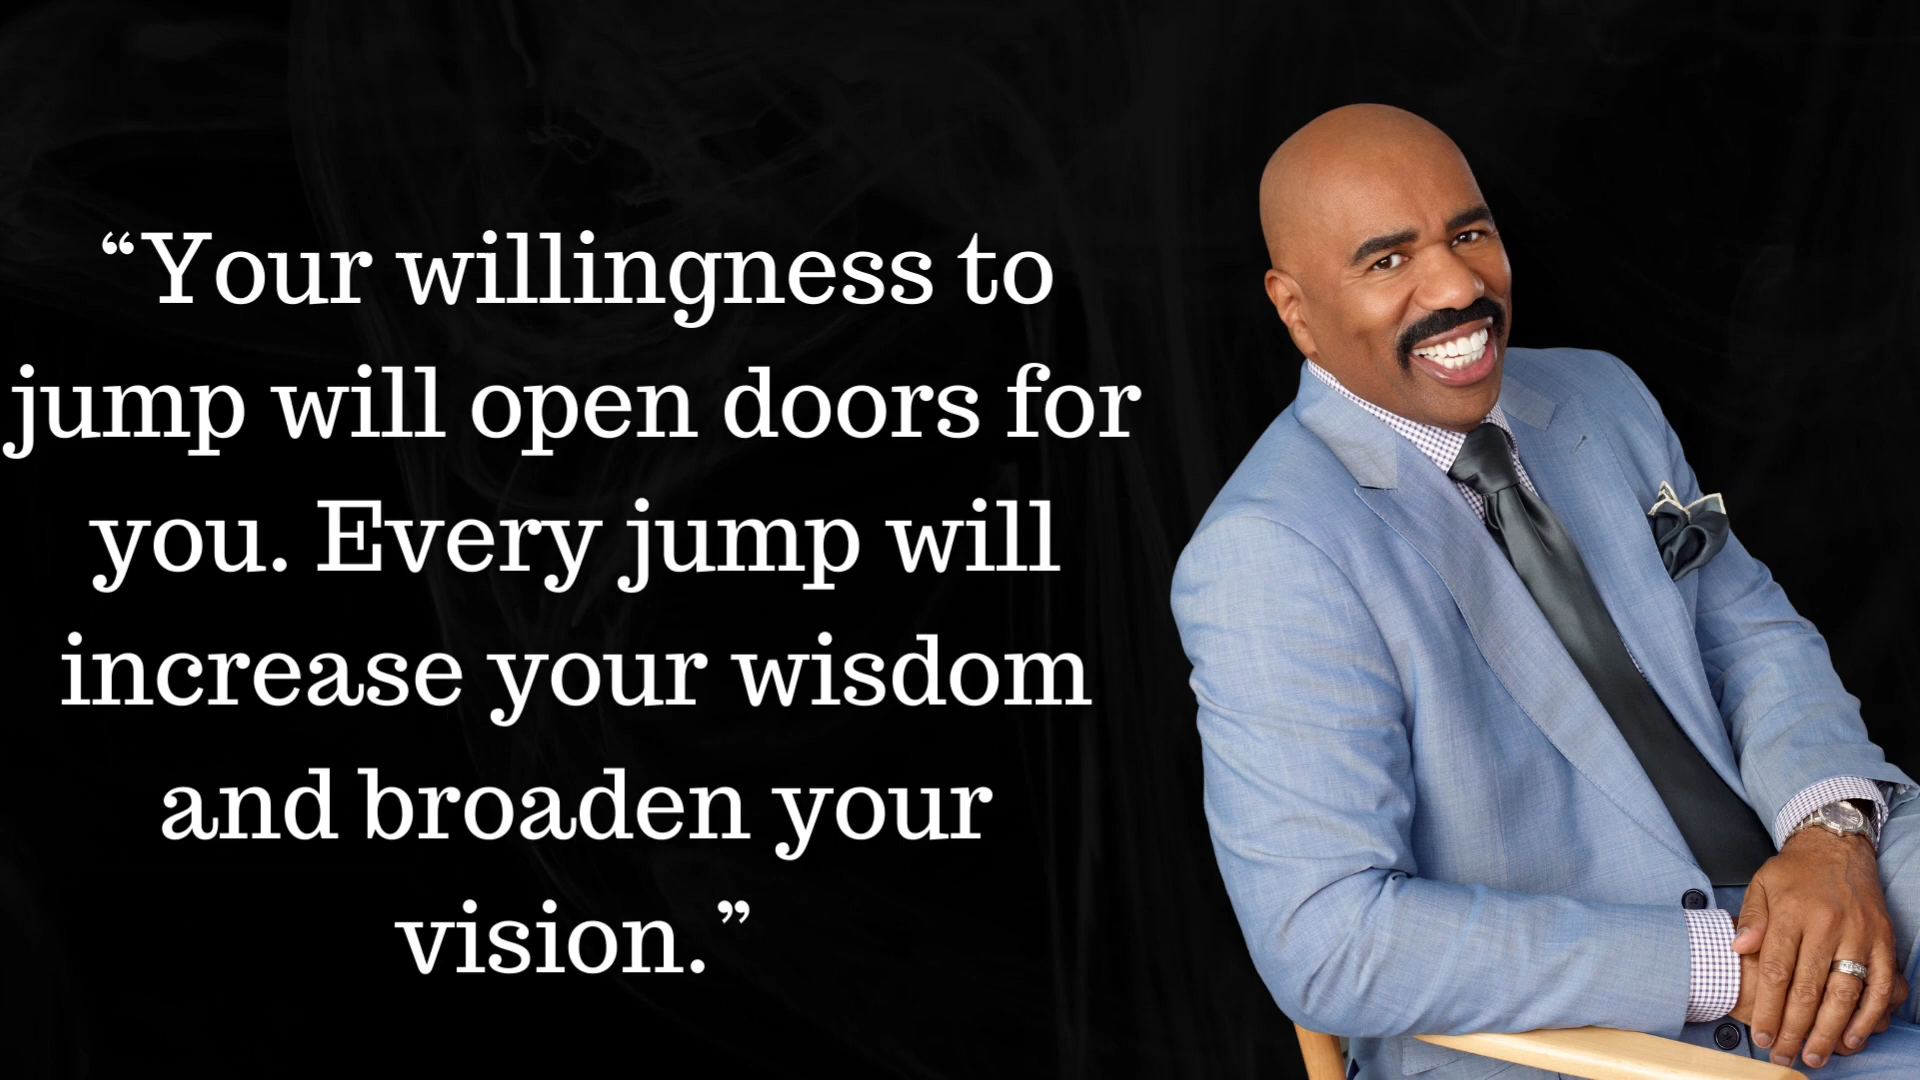 “Your willingness to
jump will open doors for
you. Every jump will
increase your wisdom
and broaden your
vision.”